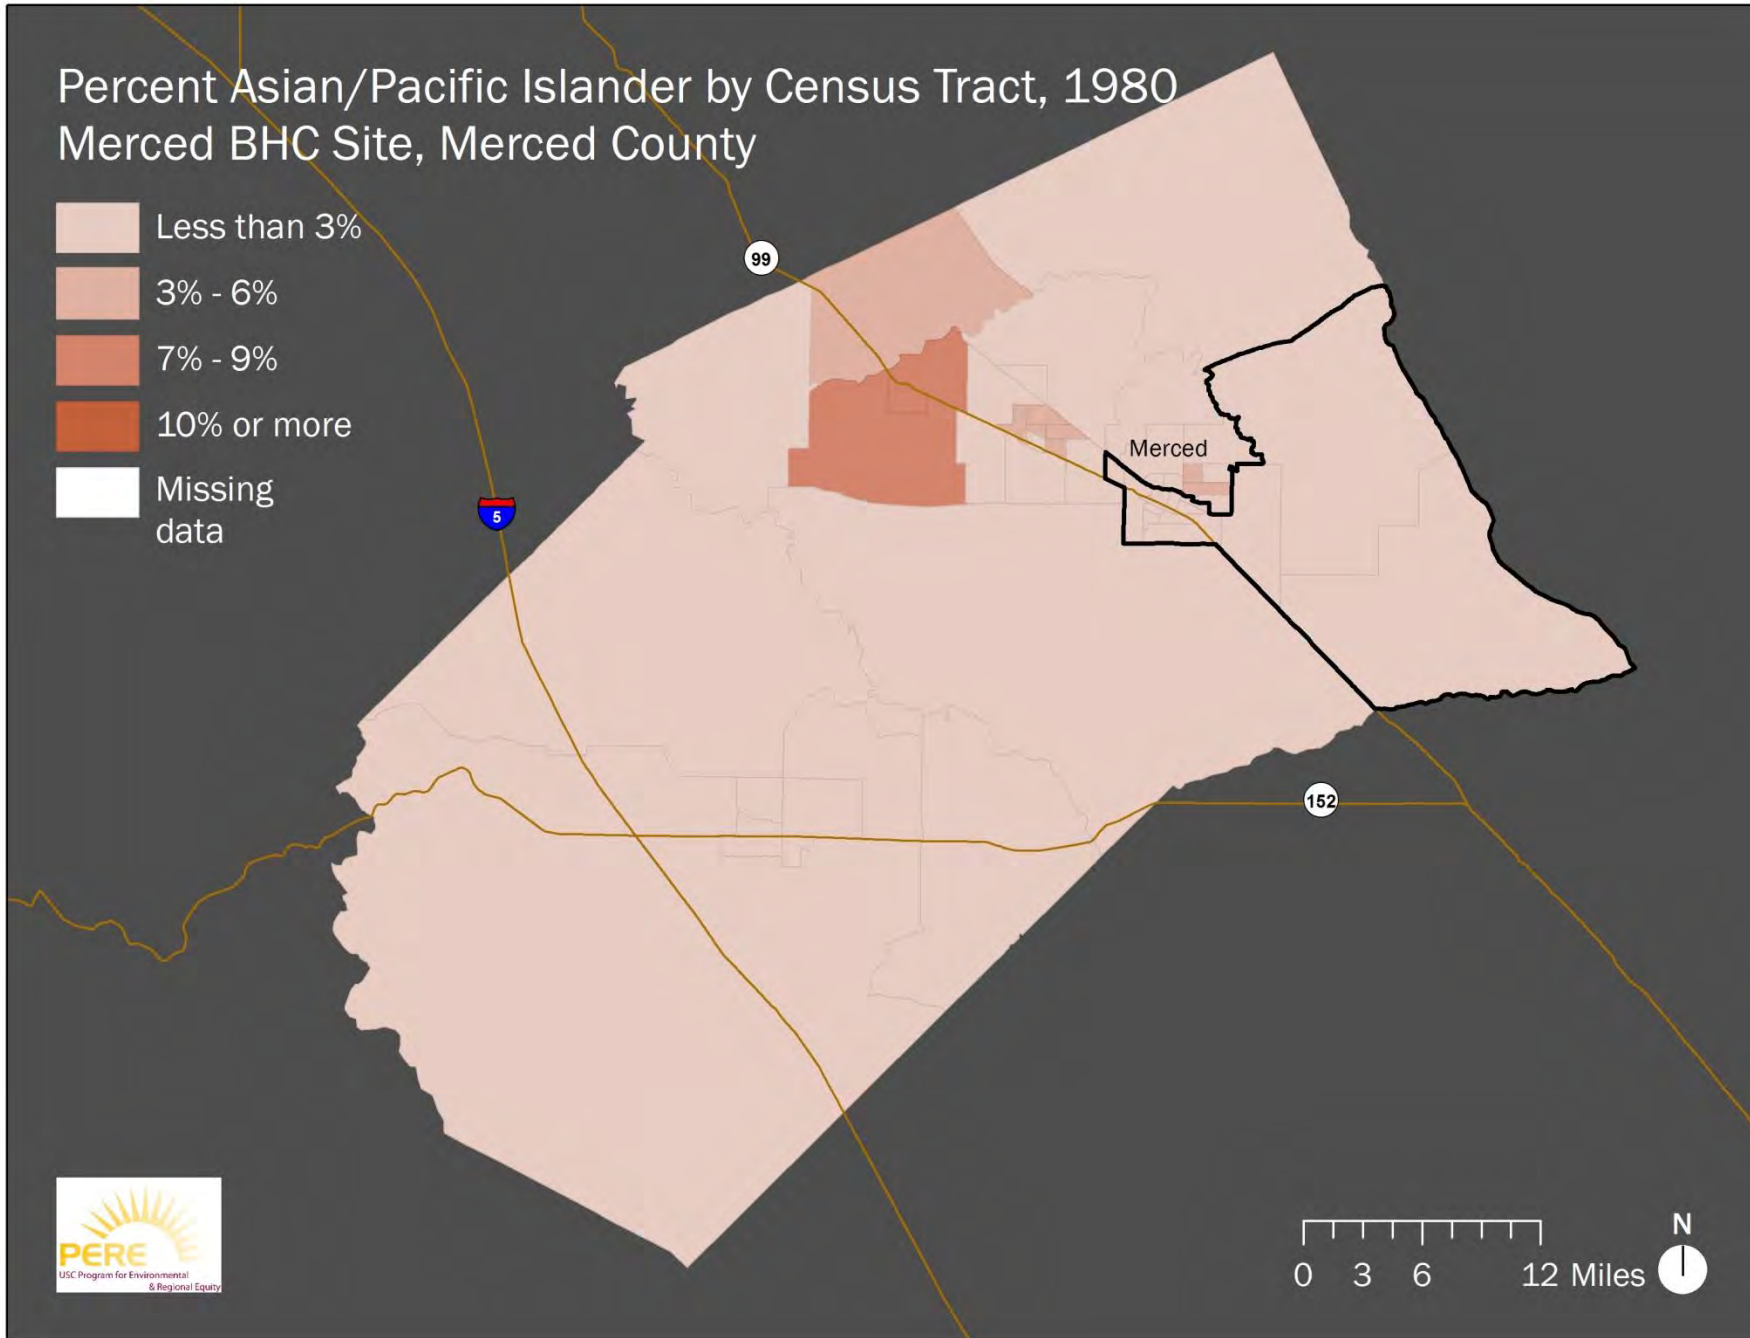 Percent Asian/Pacific Islander by Census Tract, 1980
Merced BHC Site, Merced County
Less than 3%
3% - 6%
7% - 9%
10% or more
Missing
data
99
Merced
5
152
PERE
USC Program for Environmental
& Regional Equity
N
0 3 6 12 Miles